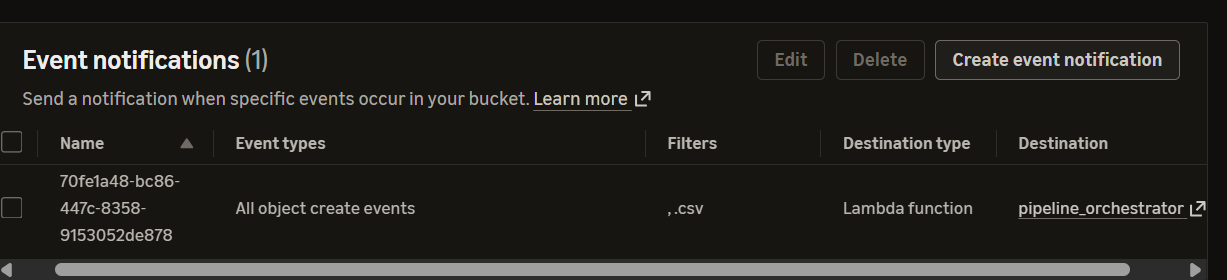 Event notifications (1)
Edit
Delete
Create event notification
Send a notification when specific events occur in your bucket. Learn more
Name
Event types
Filters
Destination type
Destination
70fe1a48-bc86-
447c-8358-
9153052de878
All object create events
, .csv
Lambda function
pipeline_orchestrator